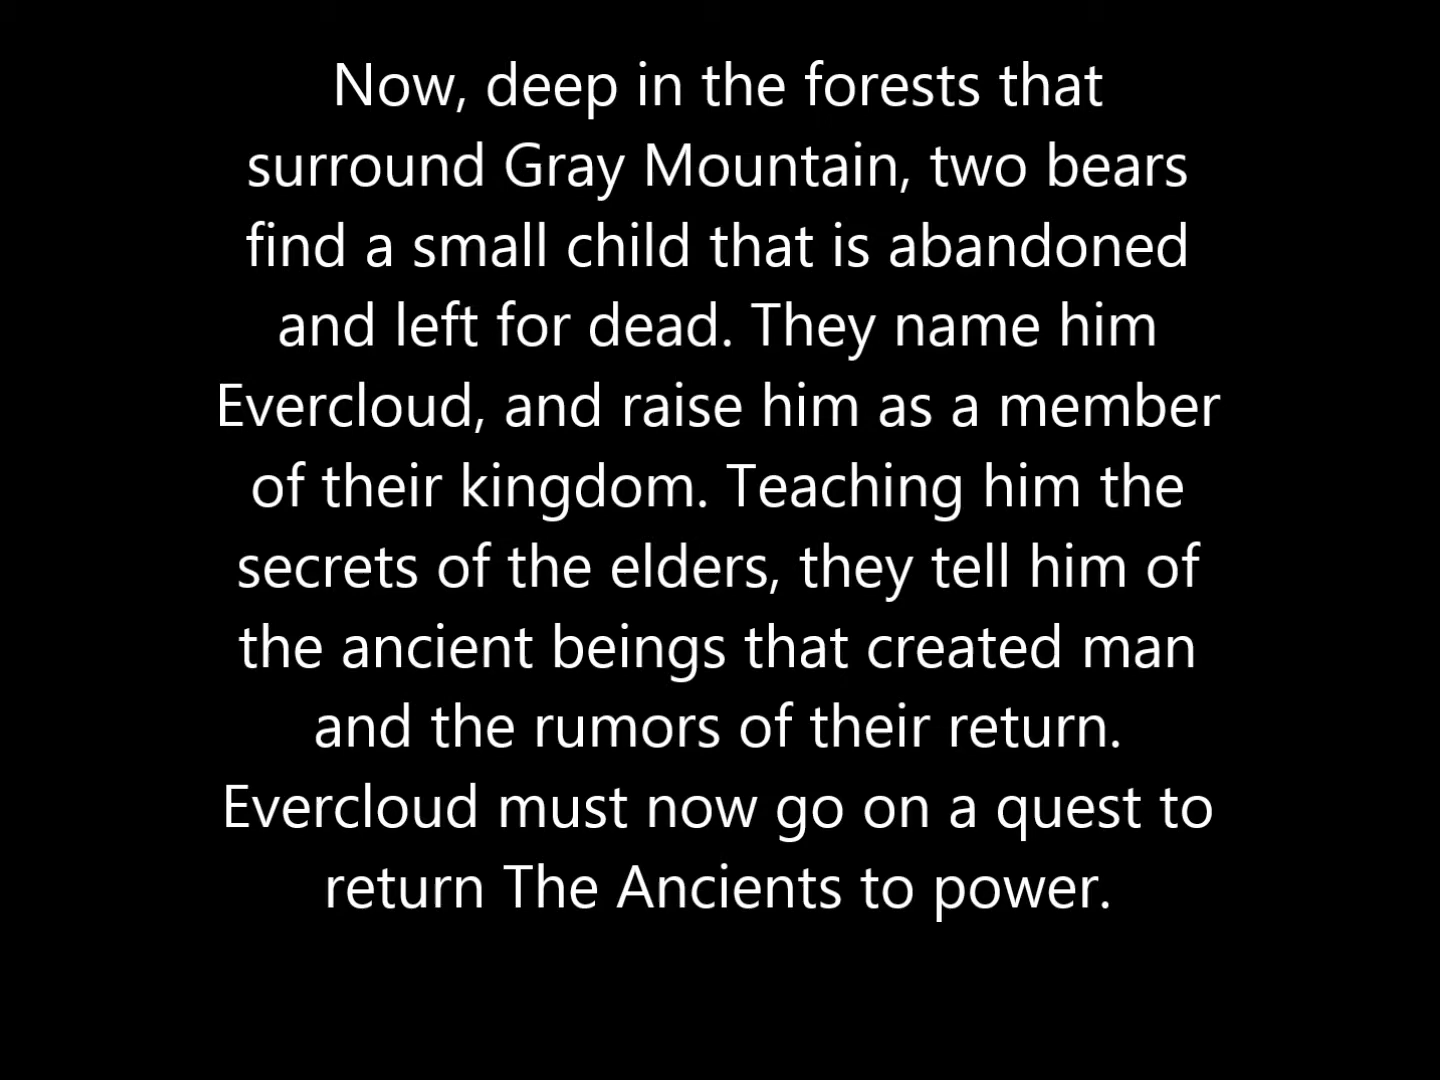 Now, deep in the forests that
surround Gray Mountain, two bears
find a small child that is abandoned
and left for dead. They name him
Evercloud, and raise him as a member
of their kingdom. Teaching him the
secrets of the elders, they tell him of
the ancient beings that created man
and the rumors of their return.
Evercloud must now go on a quest to
return The Ancients to power.